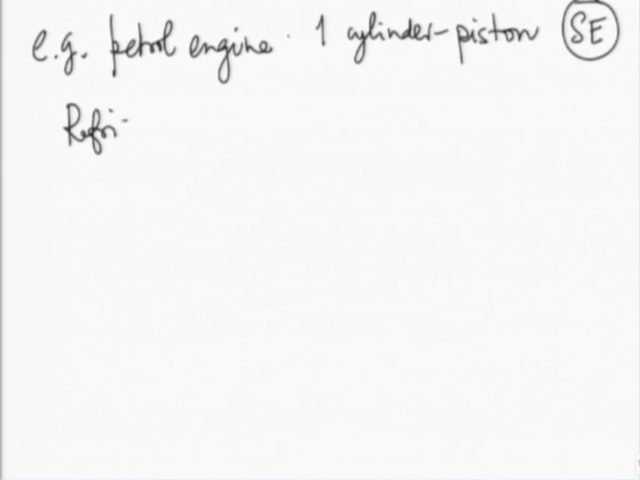 e.g. petrol engine. 1 cylinder-piston SE
Refri